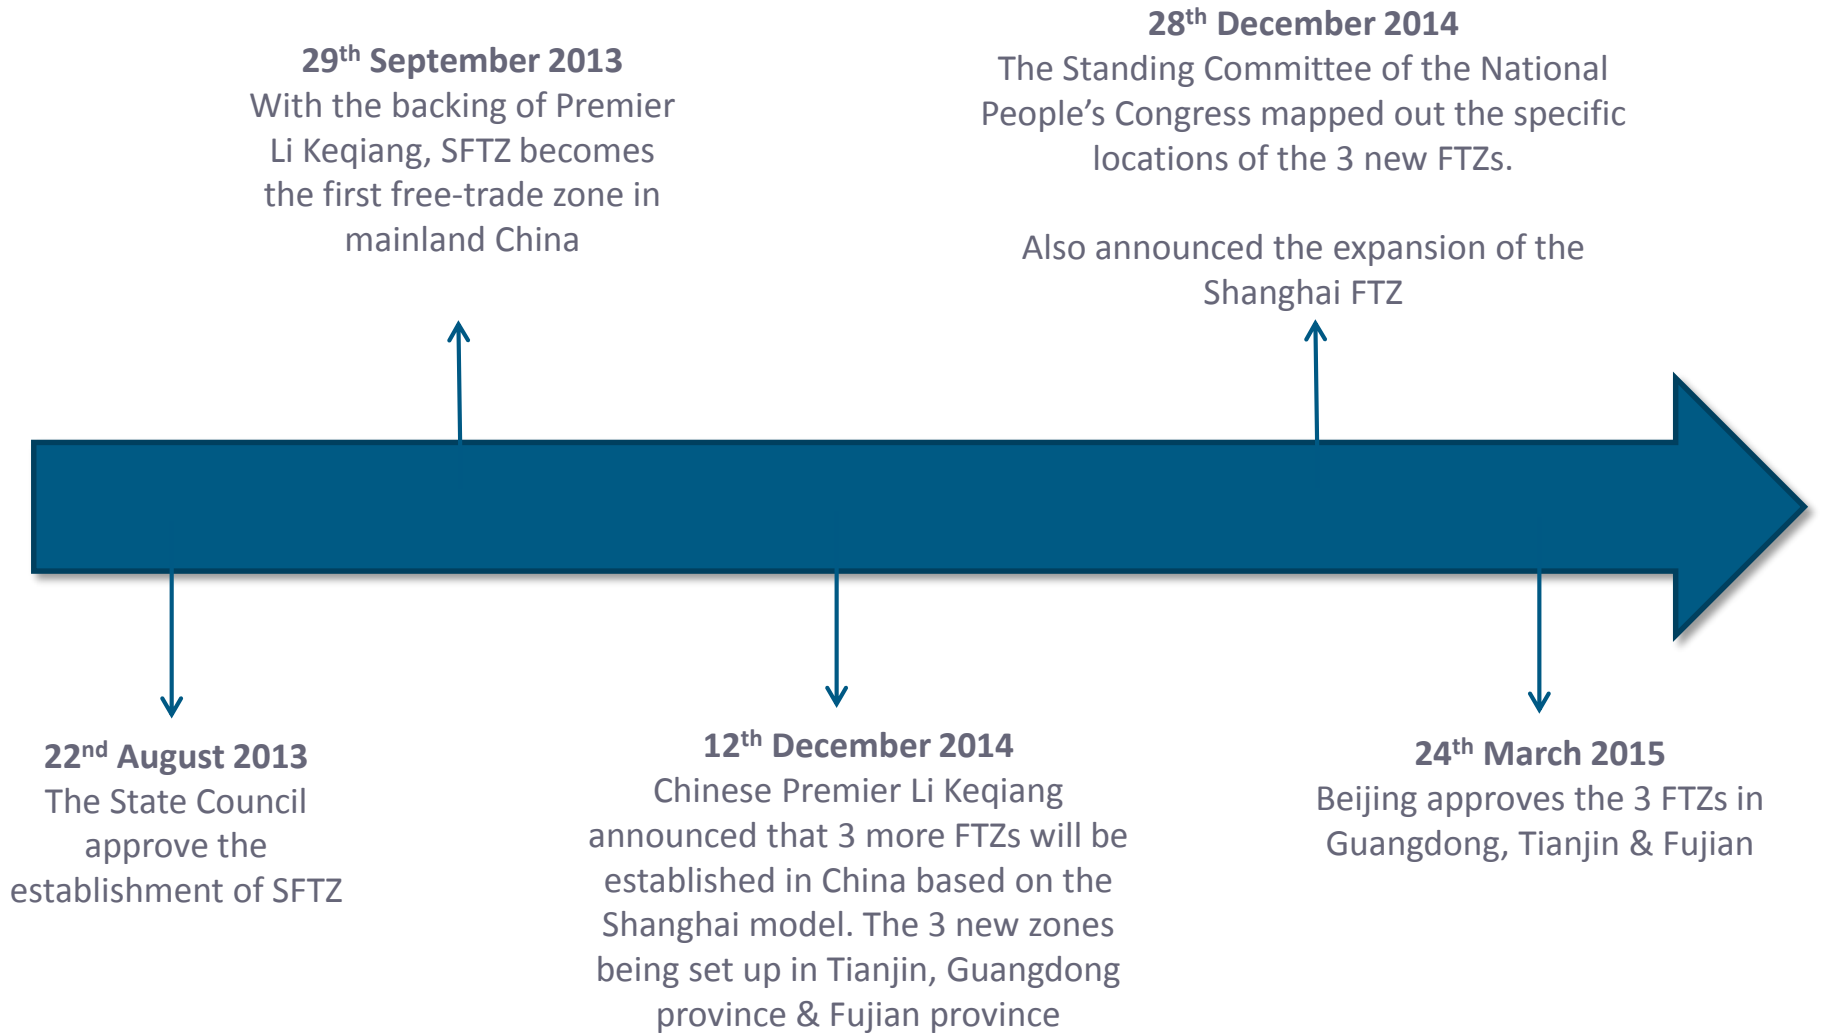 29th September 2013
With the backing of Premier
Li Keqiang, SFTZ becomes
the first free-trade zone in
mainland China
28th December 2014
The Standing Committee of the National
People’s Congress mapped out the specific
locations of the 3 new FTZs.
Also announced the expansion of the
Shanghai FTZ
22nd August 2013
The State Council
approve the
establishment of SFTZ
12th December 2014
Chinese Premier Li Keqiang
announced that 3 more FTZs will be
established in China based on the
Shanghai model. The 3 new zones
being set up in Tianjin, Guangdong
province & Fujian province
24th March 2015
Beijing approves the 3 FTZs in
Guangdong, Tianjin & Fujian